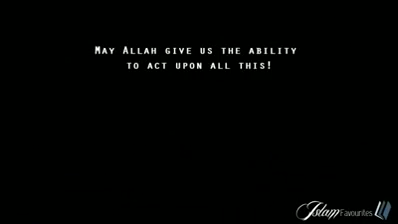 May Allah give us the ability
to act upon all this!
Islam Favourites